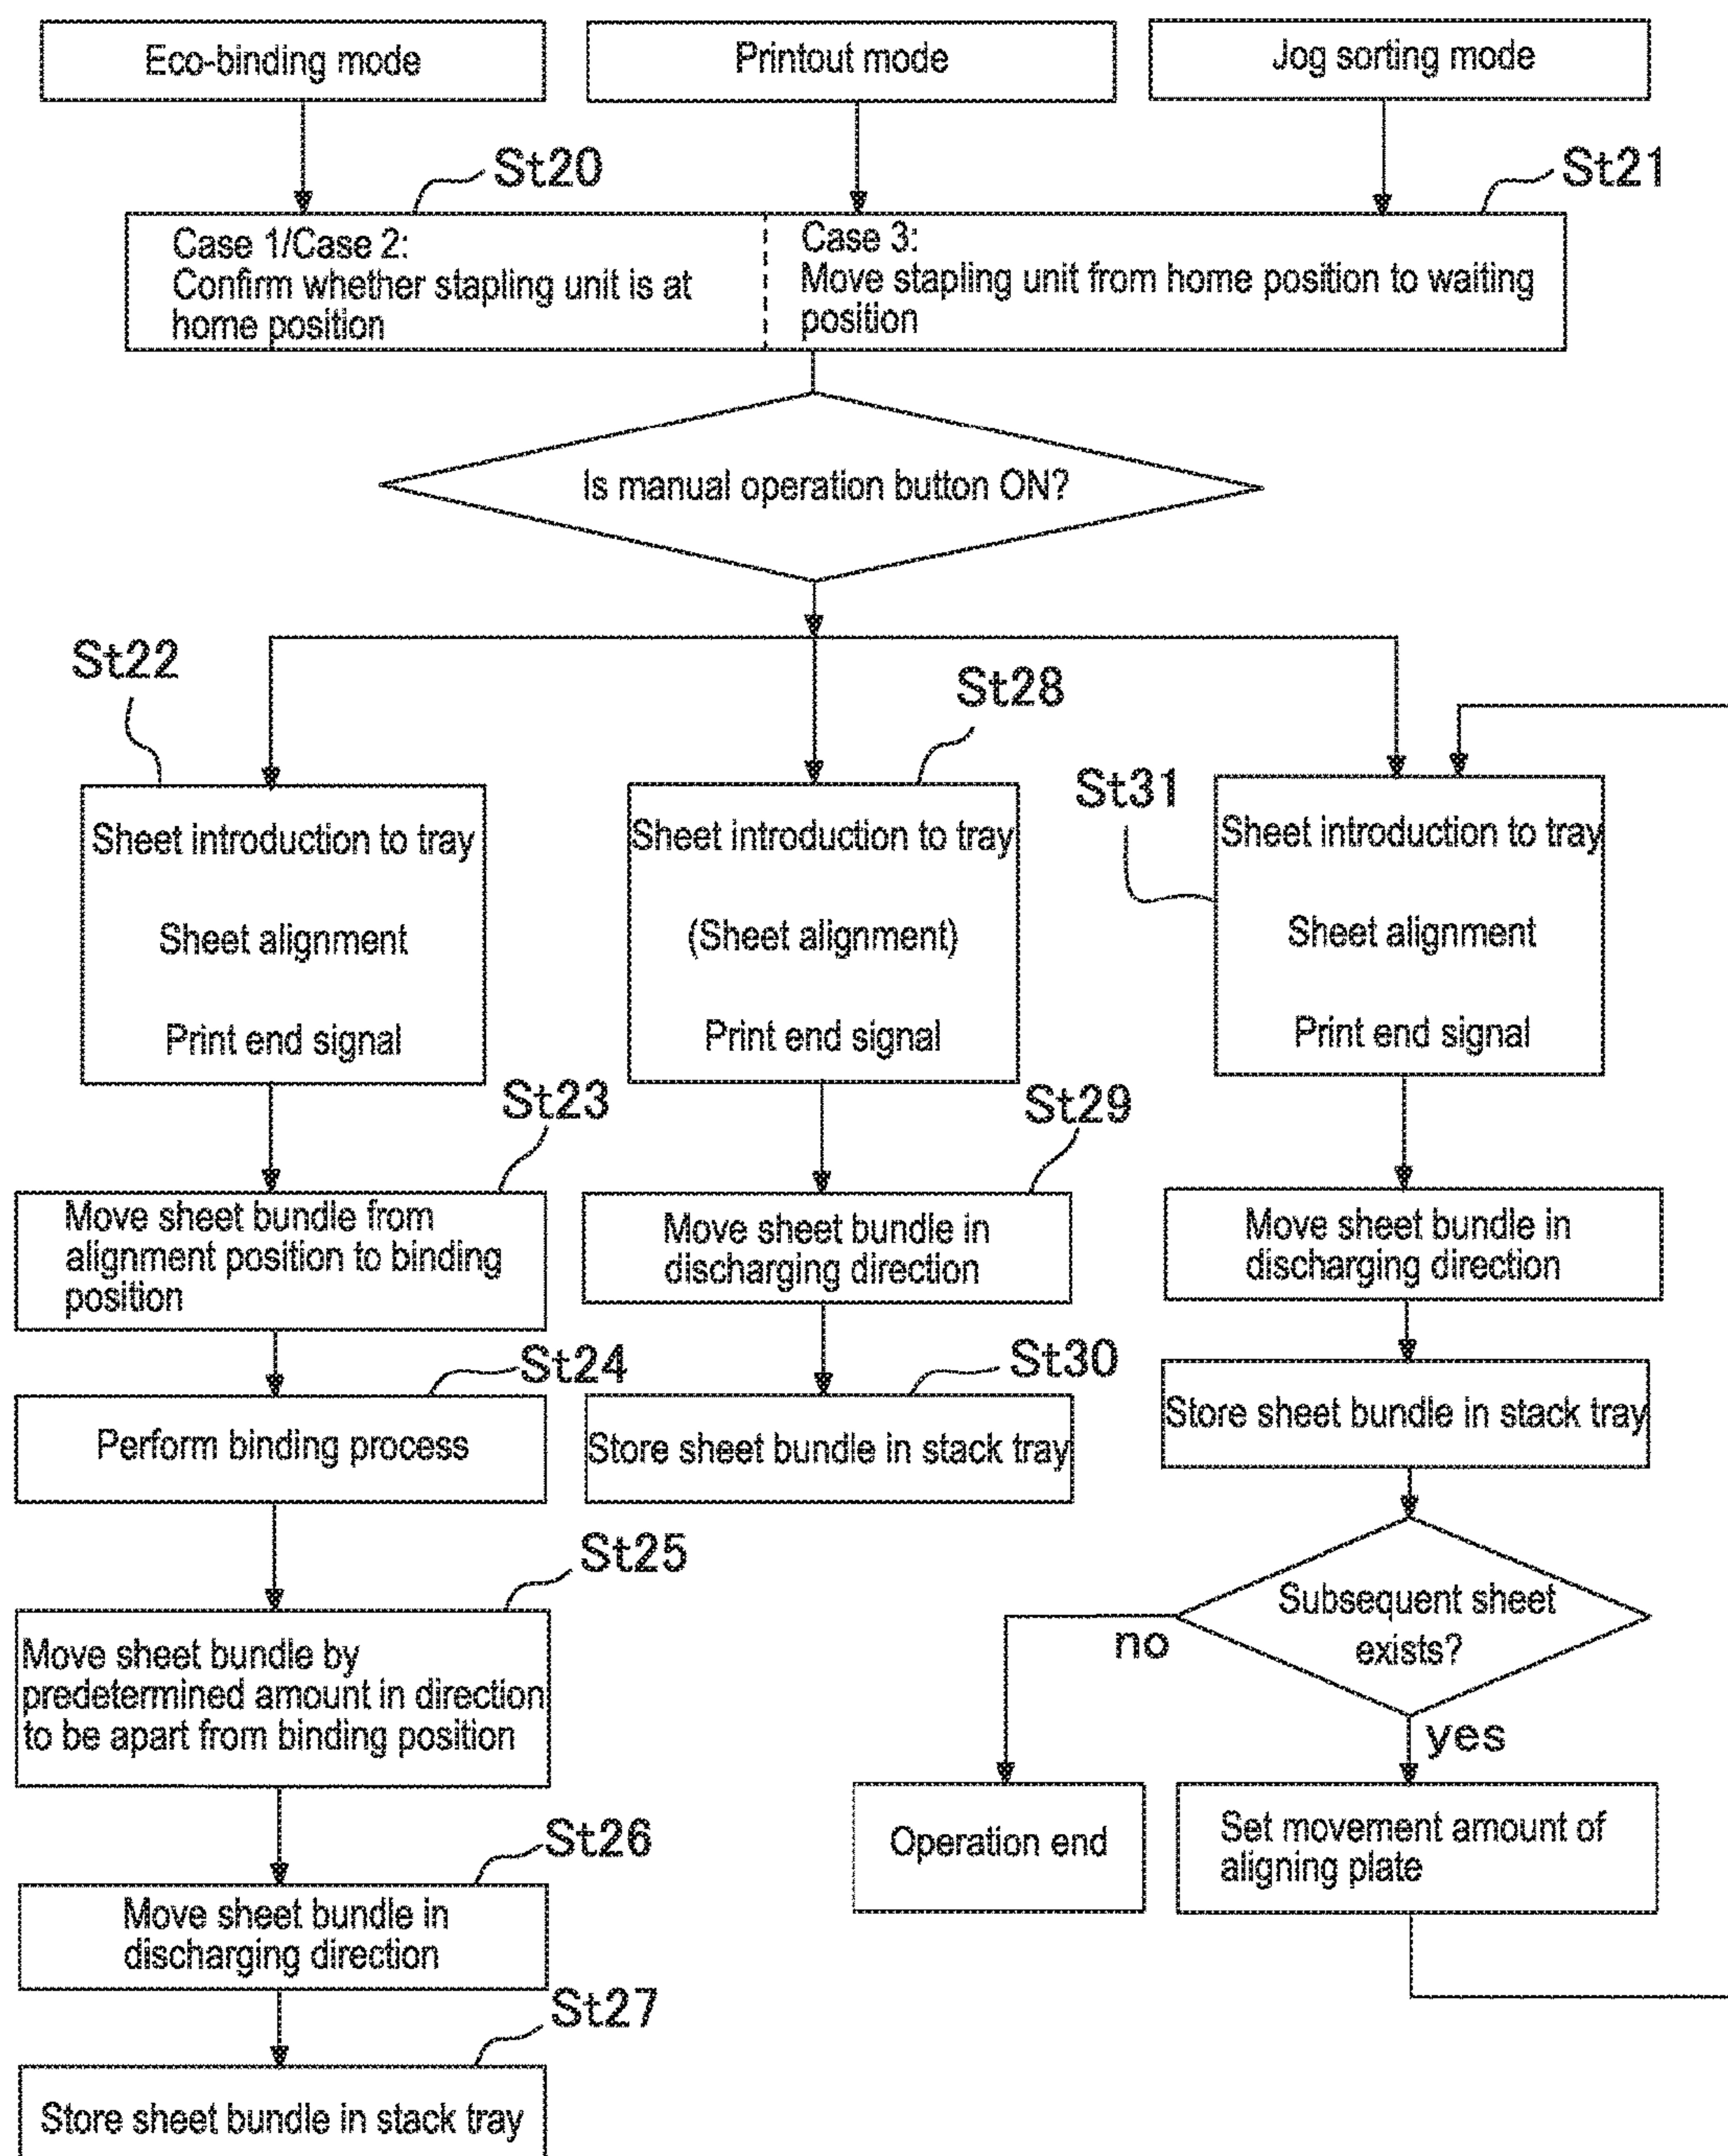 Eco-binding mode
Printout mode
Jog sorting mode
St20
St21
Case 1/Case 2:
Confirm whether stapling unit is at
home position
Case 3:
Move stapling unit from home position to waiting
position
Is manual operation button ON?
St22
St28
St31
Sheet introduction to tray
Sheet alignment
Print end signal
Sheet introduction to tray
(Sheet alignment)
Print end signal
Sheet introduction to tray
Sheet alignment
Print end signal
St23
St29
Move sheet bundle from
alignment position to binding
position
Move sheet bundle in
discharging direction
Move sheet bundle in
discharging direction
St24
St30
Perform binding process
Store sheet bundle in stack tray
Store sheet bundle in stack tray
St25
Move sheet bundle by
predetermined amount in direction
to be apart from binding position
Subsequent sheet
exists?
no
yes
St26
Move sheet bundle in
discharging direction
Operation end
Set movement amount of
aligning plate
St27
Store sheet bundle in stack tray